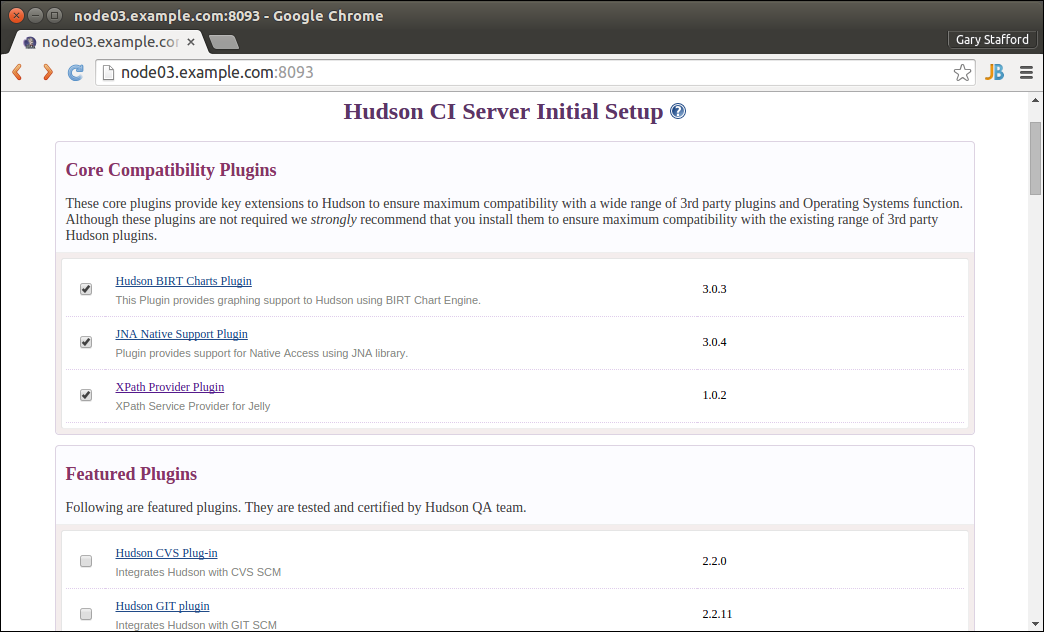 node03.example.com:8093 - Google Chrome
node03.example.co
Gary Stafford
node03.example.com:8093
JB
Hudson CI Server Initial Setup
Core Compatibility Plugins
These core plugins provide key extensions to Hudson to ensure maximum compatibility with a wide range of 3rd party plugins and Operating Systems function.
Although these plugins are not required we strongly recommend that you install them to ensure maximum compatibility with the existing range of 3rd party
Hudson plugins.
Hudson BIRT Charts Plugin
This Plugin provides graphing support to Hudson using BIRT Chart Engine.
3.0.3
JNA Native Support Plugin
Plugin provides support for Native Access using JNA library.
3.0.4
XPath Provider Plugin
XPath Service Provider for Jelly
1.0.2
Featured Plugins
Following are featured plugins. They are tested and certified by Hudson QA team.
Hudson CVS Plug-in
Integrates Hudson with CVS SCM
2.2.0
Hudson GIT plugin
Integrates Hudson with GIT SCM
2.2.11